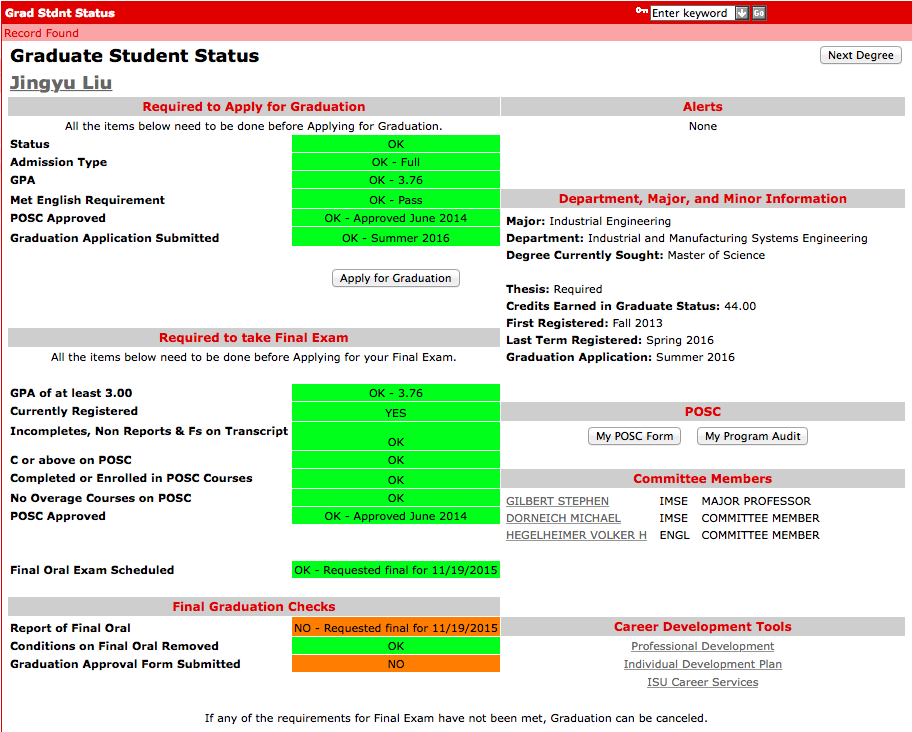 Grad Stdnt Status
Enter keyword Go
Record Found
Graduate Student Status
Next Degree
Jingyu Liu
Required to Apply for Graduation
All the items below need to be done before Applying for Graduation.
Status OK
Admission Type OK - Full
GPA OK - 3.76
Met English Requirement OK - Pass
POSC Approved OK - Approved June 2014
Graduation Application Submitted OK - Summer 2016
Apply for Graduation
Required to take Final Exam
All the items below need to be done before Applying for your Final Exam.
GPA of at least 3.00 OK - 3.76
Currently Registered YES
Incompletes, Non Reports & Fs on Transcript OK
C or above on POSC OK
Completed or Enrolled in POSC Courses OK
No Overage Courses on POSC OK
POSC Approved OK - Approved June 2014
Final Oral Exam Scheduled OK - Requested final for 11/19/2015
Final Graduation Checks
Report of Final Oral NO - Requested final for 11/19/2015
Conditions on Final Oral Removed OK
Graduation Approval Form Submitted NO
Alerts
None
Department, Major, and Minor Information
Major: Industrial Engineering
Department: Industrial and Manufacturing Systems Engineering
Degree Currently Sought: Master of Science
Thesis: Required
Credits Earned in Graduate Status: 44.00
First Registered: Fall 2013
Last Term Registered: Spring 2016
Graduation Application: Summer 2016
POSC
My POSC Form My Program Audit
Committee Members
GILBERT STEPHEN IMSE MAJOR PROFESSOR
DORNEICH MICHAEL IMSE COMMITTEE MEMBER
HEGELHEIMER VOLKER H ENGL COMMITTEE MEMBER
Career Development Tools
Professional Development
Individual Development Plan
ISU Career Services
If any of the requirements for Final Exam have not been met, Graduation can be canceled.